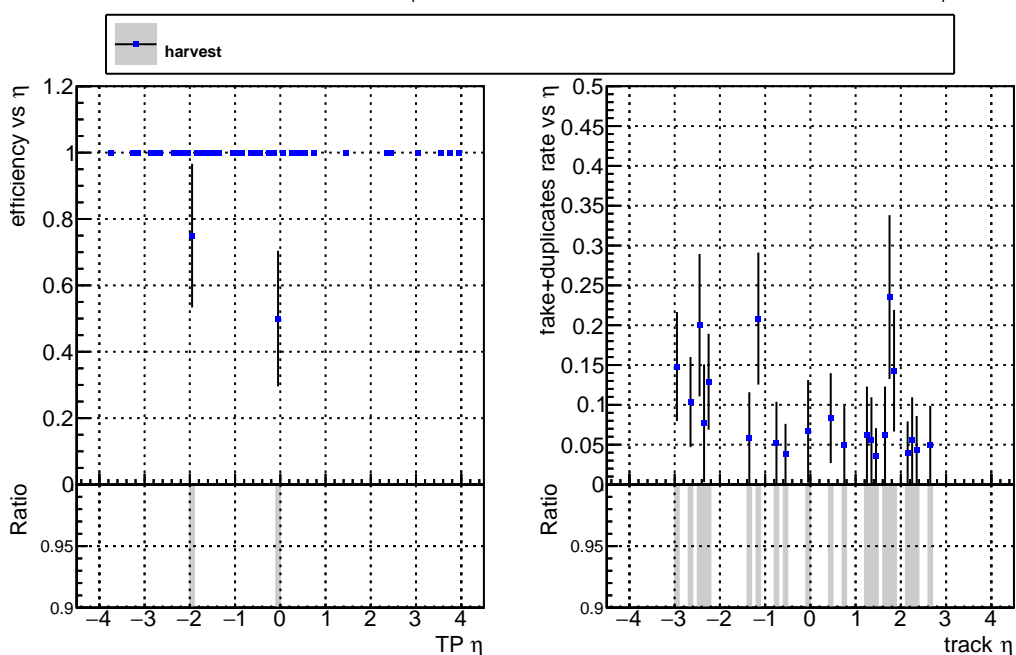 harvest
efficiency vs η
1.2
1
0.8
0.6
0.4
0.2
0
Ratio
0.95
0.9
−4 −3 −2 −1 0 1 2 3 4
TP η
fake+duplicates rate vs η
0.5
0.45
0.4
0.35
0.3
0.25
0.2
0.15
0.1
0.05
0
Ratio
0.95
0.9
−4 −3 −2 −1 0 1 2 3 4
track η